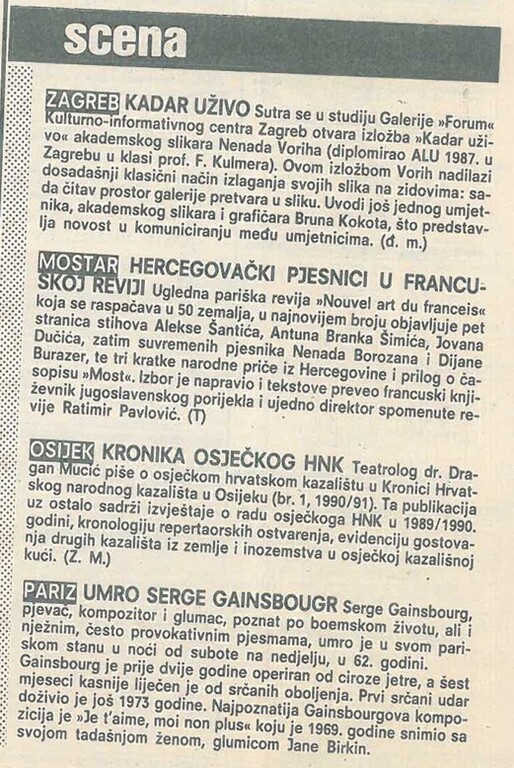 scena
ZAGREB KADAR UŽIVO Sutra se u studiju Galerije »Forum«
Kulturno-informativnog centra Zagreb otvara izložba »Kadar uži-
vo« akademskog slikara Nenada Voriha (diplomirao ALU 1987. u
Zagrebu u klasi prof. F. Kulmera). Ovom izložbom Vorih nadilazi
dosadašnji klasični način izlaganja svojih slika na zidovima: sa-
da čitav prostor galerije pretvara u sliku. Uvodi još jednog umjet-
nika, akademskog slikara i grafičara Bruna Kokota, što predstav-
lja novost u komuniciranju među umjetnicima. (đ. m.)
MOSTAR HERCEGOVAČKI PJESNICI U FRANCU-
SKOJ REVIJI Ugledna pariška revija »Nouvel art du franceis«
koja se raspačava u 50 zemalja, u najnovijem broju objavljuje pet
stranica stihova Alekse Šantića, Antuna Branka Šimića, Jovana
Dučića, zatim suvremenih pjesnika Nenada Borozana i Dijane
Burazer, te tri kratke narodne priče iz Hercegovine i prilog o ča-
sopisu »Most«. Izbor je napravio i tekstove preveo francuski knji-
ževnik jugoslavenskog porijekla i ujedno direktor spomenute re-
vije Ratimir Pavlović. (T)
OSIJEK KRONIKA OSJEČKOG HNK Teatrolog dr. Dra-
gan Mucić piše o osječkom hrvatskom kazalištu u Kronici Hrvat-
skog narodnog kazališta u Osijeku (br. 1, 1990/91). Ta publikacija
uz ostalo sadrži izvještaje o radu osječkoga HNK u 1989/1990.
godini, kronologiju repertaorskih ostvarenja, evidenciju gostova-
nja drugih kazališta iz zemlje i inozemstva u osječkoj kazališnoj
kući. (Z. M.)
PARIZ UMRO SERGE GAINSBOUGR Serge Gainsbourg,
pjevač, kompozitor i glumac, poznat po boemskom životu, ali i
nježnim, često provokativnim pjesmama, umro je u svom pari-
skom stanu u noći od subote na nedjelju, u 62. godini.
Gainsbourg je prije dvije godine operiran od ciroze jetre, a šest
mjeseci kasnije liječen je od srčanih oboljenja. Prvi srčani udar
doživio je još 1973 godine. Najpoznatija Gainsbourgova kompo-
zicija je »Je t'aime, moi non plus« koju je 1969. godine snimio sa
svojom tadašnjom ženom, glumicom Jane Birkin.